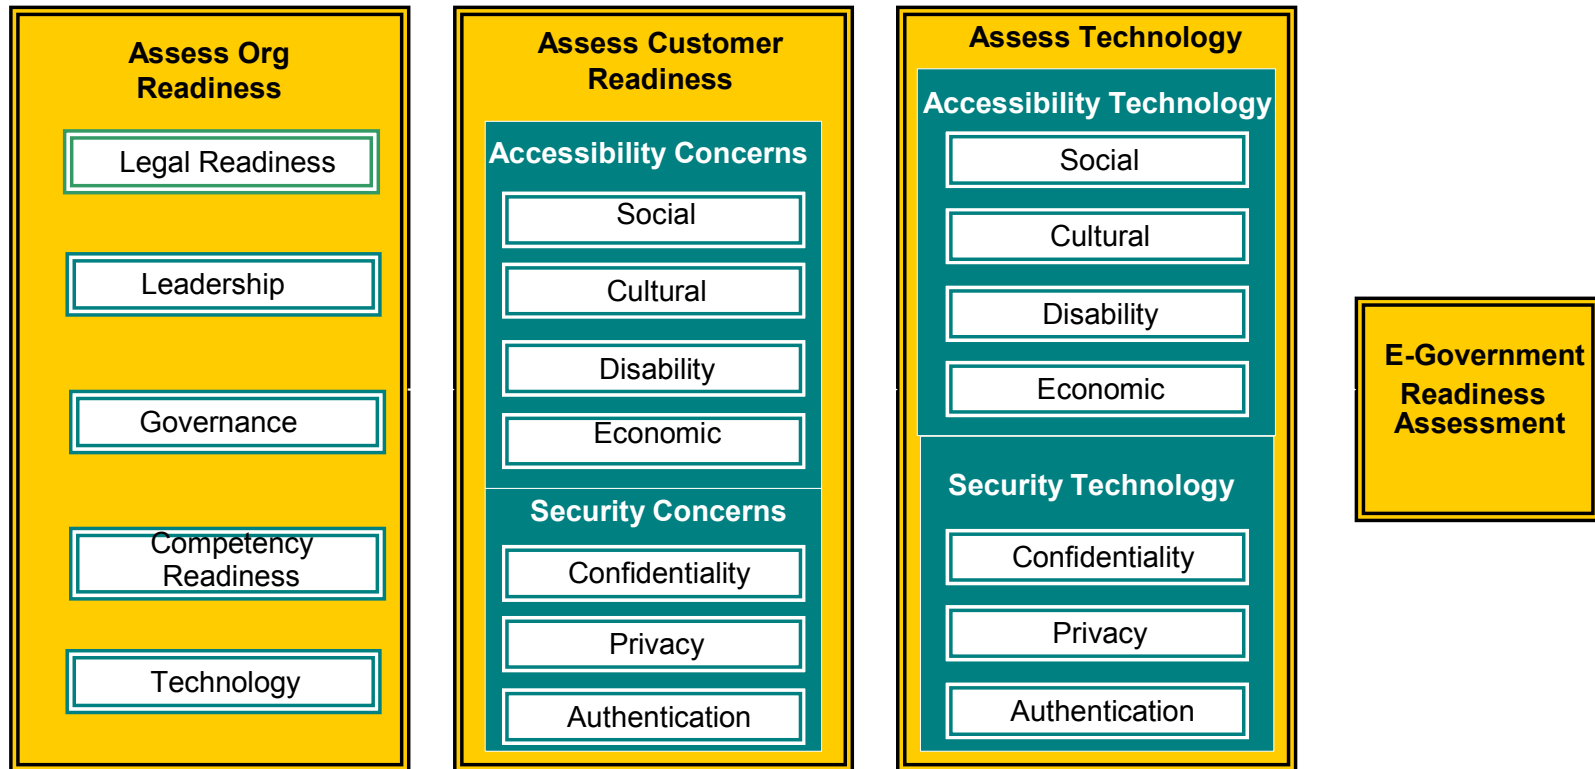 Assess Org
Readiness
Legal Readiness
Leadership
Governance
Competency
Readiness
Technology
Assess Customer
Readiness
Accessibility Concerns
Social
Cultural
Disability
Economic
Security Concerns
Confidentiality
Privacy
Authentication
Assess Technology
Accessibility Technology
Social
Cultural
Disability
Economic
Security Technology
Confidentiality
Privacy
Authentication
E-Government
Readiness
Assessment